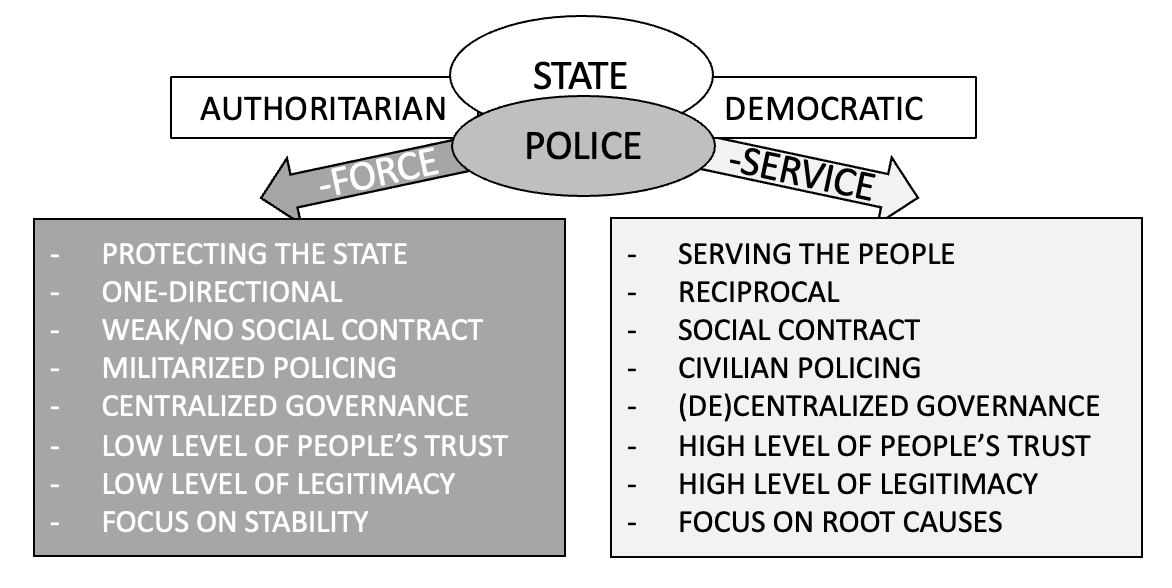 STATE
AUTHORITARIAN
DEMOCRATIC
POLICE
-FORCE
-SERVICE
- PROTECTING THE STATE
- ONE-DIRECTIONAL
- WEAK/NO SOCIAL CONTRACT
- MILITARIZED POLICING
- CENTRALIZED GOVERNANCE
- LOW LEVEL OF PEOPLE’S TRUST
- LOW LEVEL OF LEGITIMACY
- FOCUS ON STABILITY
- SERVING THE PEOPLE
- RECIPROCAL
- SOCIAL CONTRACT
- CIVILIAN POLICING
- (DE)CENTRALIZED GOVERNANCE
- HIGH LEVEL OF PEOPLE’S TRUST
- HIGH LEVEL OF LEGITIMACY
- FOCUS ON ROOT CAUSES